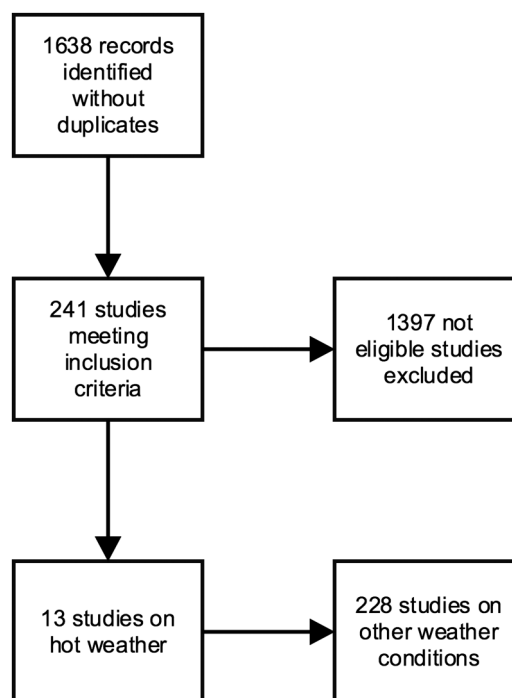 1638 records
identified
without
duplicates
241 studies
meeting
inclusion
criteria
1397 not
eligible studies
excluded
13 studies on
hot weather
228 studies on
other weather
conditions